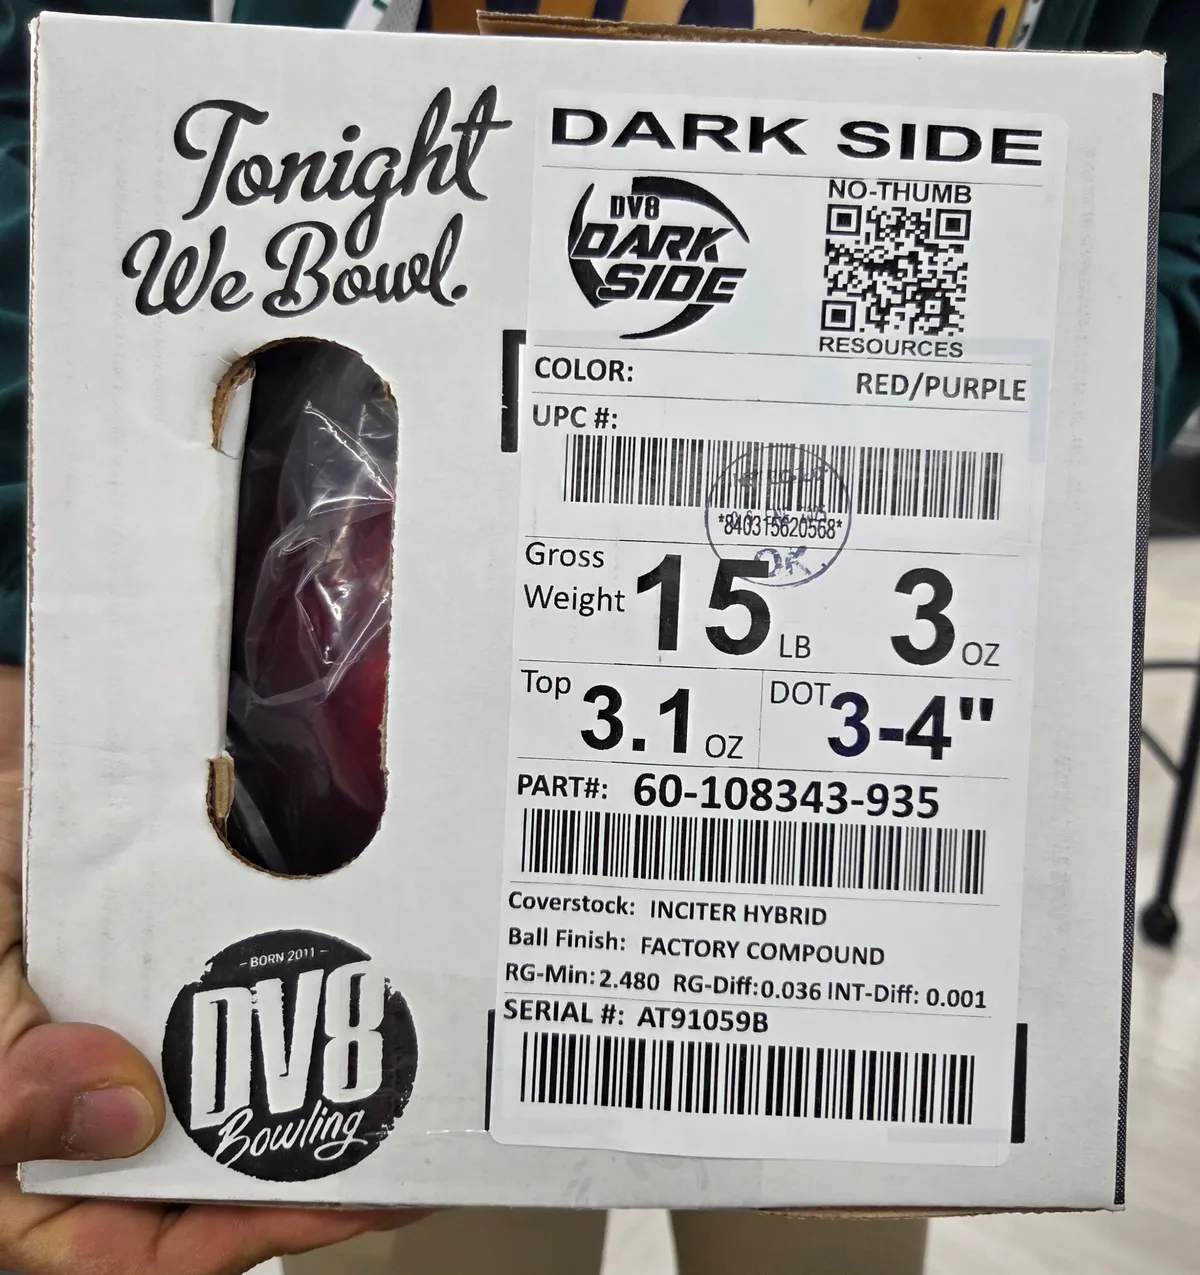 Tonight
We Bowl.
DARK SIDE
DV8
DARK
SIDE
NO-THUMB
RESOURCES
COLOR: RED/PURPLE
UPC #:
*840315620568*
OK
Gross
Weight 15 LB 3 OZ
Top 3.1 OZ DOT 3-4"
PART#: 60-108343-935
Coverstock: INCITER HYBRID
Ball Finish: FACTORY COMPOUND
RG-Min: 2.480 RG-Diff: 0.036 INT-Diff: 0.001
SERIAL #: AT91059B
- BORN 2011 -
DV8
Bowling